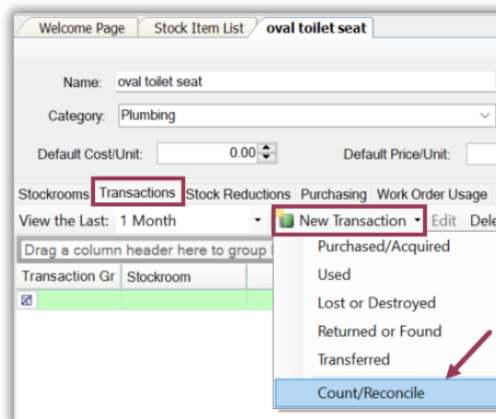 Welcome Page Stock Item List oval toilet seat
Name: oval toilet seat
Category: Plumbing
Default Cost/Unit: 0.00 Default Price/Unit:
Stockrooms Transactions Stock Reductions Purchasing Work Order Usage
View the Last: 1 Month New Transaction Edit Dele
Drag a column header here to group
Transaction Gr Stockroom
Purchased/Acquired
Used
Lost or Destroyed
Returned or Found
Transferred
Count/Reconcile